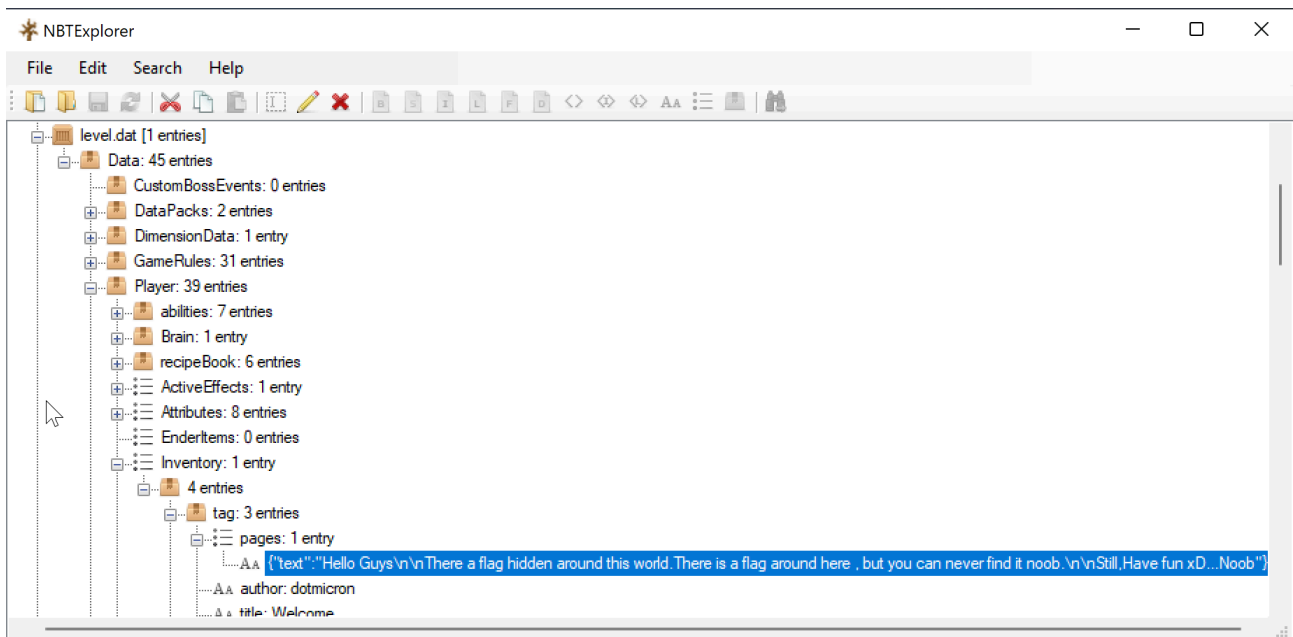 NBTExplorer
File Edit Search Help
B S I L F D AA
level.dat [1 entries]
Data: 45 entries
CustomBossEvents: 0 entries
DataPacks: 2 entries
DimensionData: 1 entry
GameRules: 31 entries
Player: 39 entries
abilities: 7 entries
Brain: 1 entry
recipeBook: 6 entries
ActiveEffects: 1 entry
Attributes: 8 entries
EnderItems: 0 entries
Inventory: 1 entry
4 entries
tag: 3 entries
pages: 1 entry
AA {"text":"Hello Guys\n\nThere a flag hidden around this world.There is a flag around here , but you can never find it noob.\n\nStill,Have fun xD...Noob"}
AA author: dotmicron
AA title: Welcome